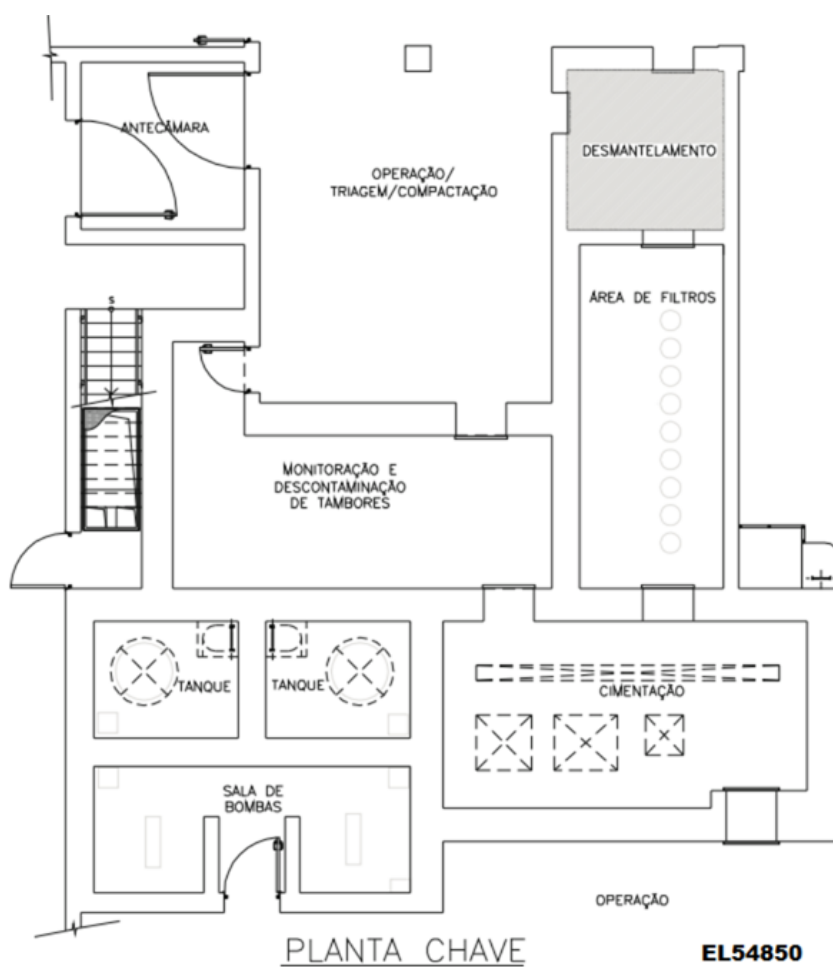 ANTECÂMARA
OPERAÇÃO/
TRIAGEM/COMPACTAÇÃO
DESMANTELAMENTO
ÁREA DE FILTROS
S
MONITORAÇÃO E
DESCONTAMINAÇÃO
DE TAMBORES
TANQUE
TANQUE
CIMENTAÇÃO
SALA DE
BOMBAS
OPERAÇÃO
PLANTA CHAVE
EL54850